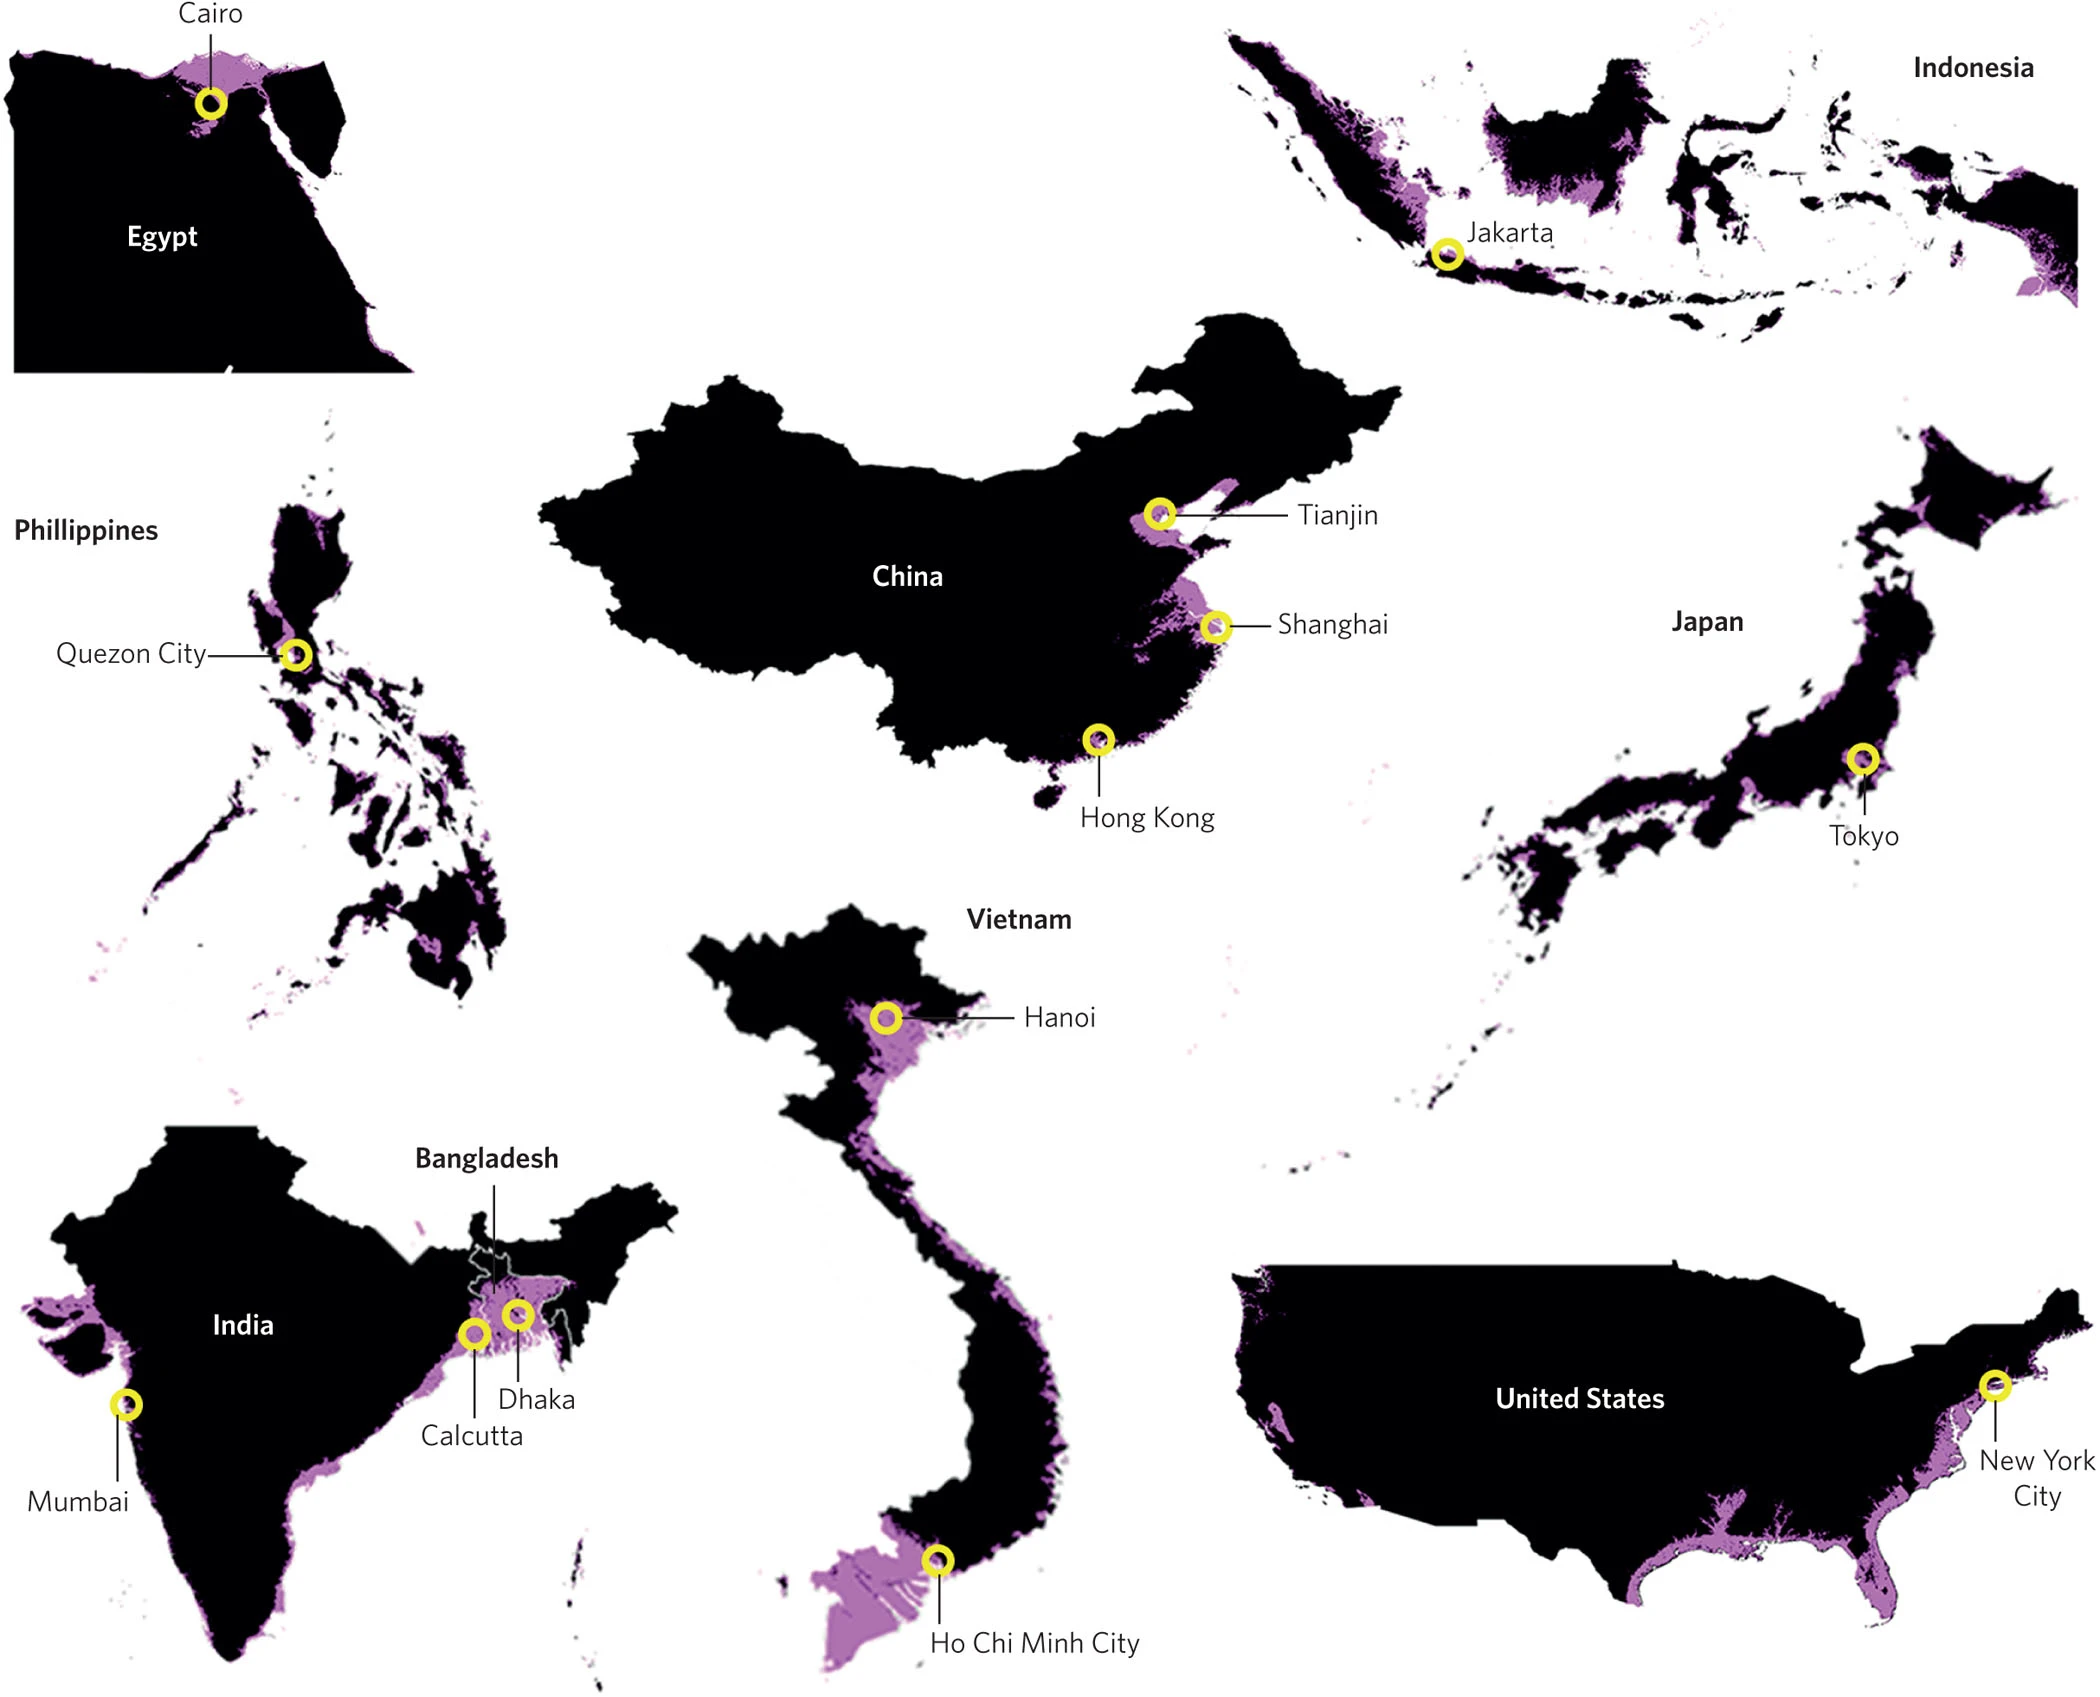 Cairo
Indonesia
Egypt
Jakarta
Phillippines
Tianjin
China
Shanghai
Japan
Quezon City
Hong Kong
Tokyo
Vietnam
Hanoi
Bangladesh
India
United States
Dhaka
Calcutta
New York
City
Mumbai
Ho Chi Minh City